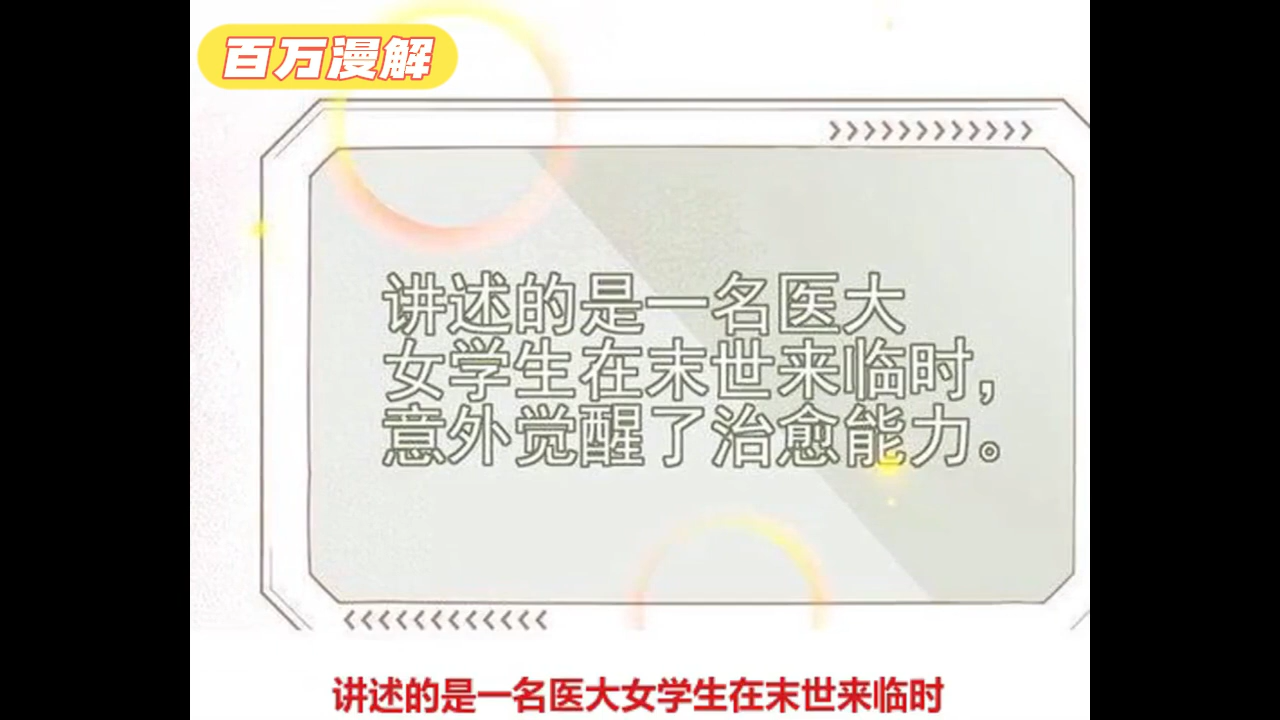 百万漫解
讲述的是一名医大
女学生在末世来临时，
意外觉醒了治愈能力。
讲述的是一名医大女学生在末世来临时